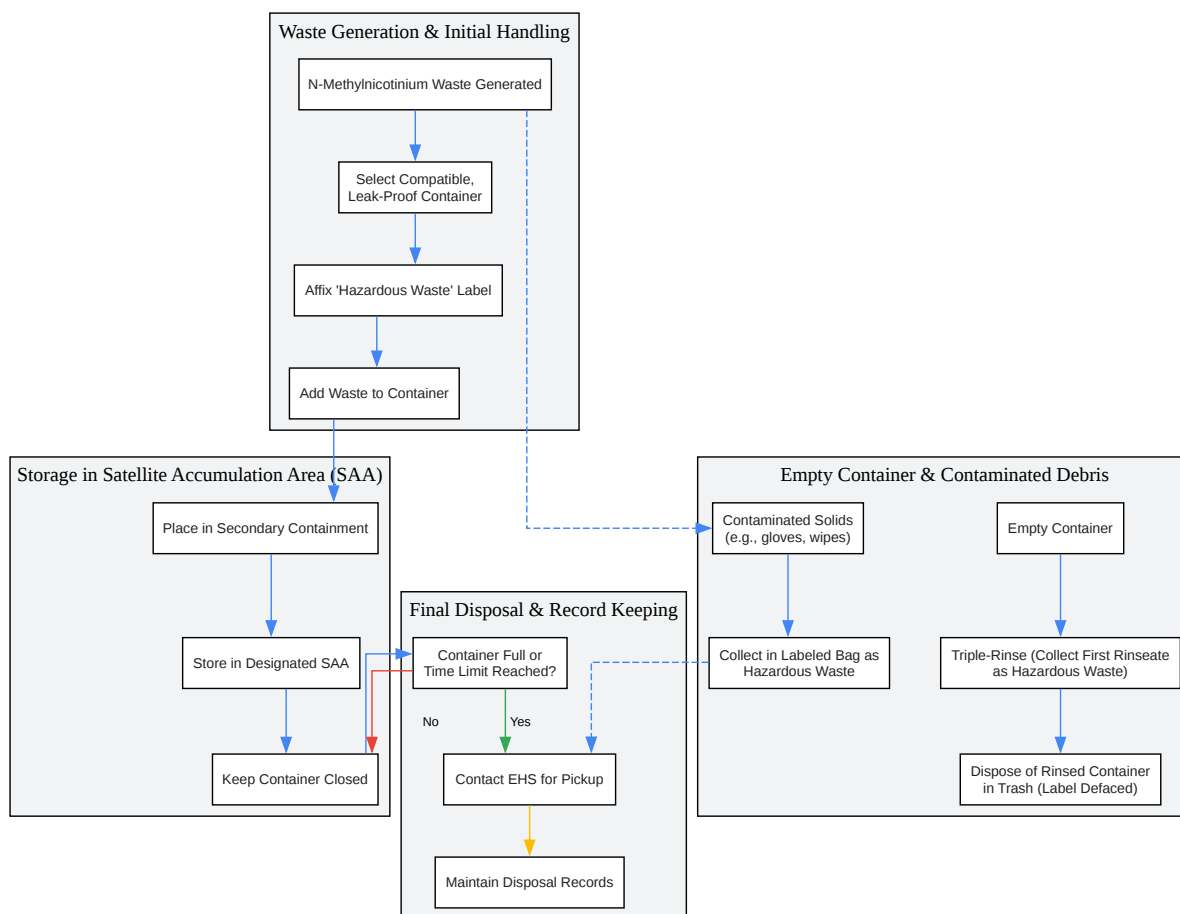 Waste Generation & Initial Handling
N-Methylnicotinium Waste Generated
Select Compatible,
Leak-Proof Container
Affix 'Hazardous Waste' Label
Add Waste to Container
Storage in Satellite Accumulation Area (SAA)
Place in Secondary Containment
Store in Designated SAA
Keep Container Closed
Final Disposal & Record Keeping
Container Full or
Time Limit Reached?
No
Yes
Contact EHS for Pickup
Maintain Disposal Records
Empty Container & Contaminated Debris
Contaminated Solids
(e.g., gloves, wipes)
Collect in Labeled Bag as
Hazardous Waste
Empty Container
Triple-Rinse (Collect First Rinseate
as Hazardous Waste)
Dispose of Rinsed Container
in Trash (Label Defaced)